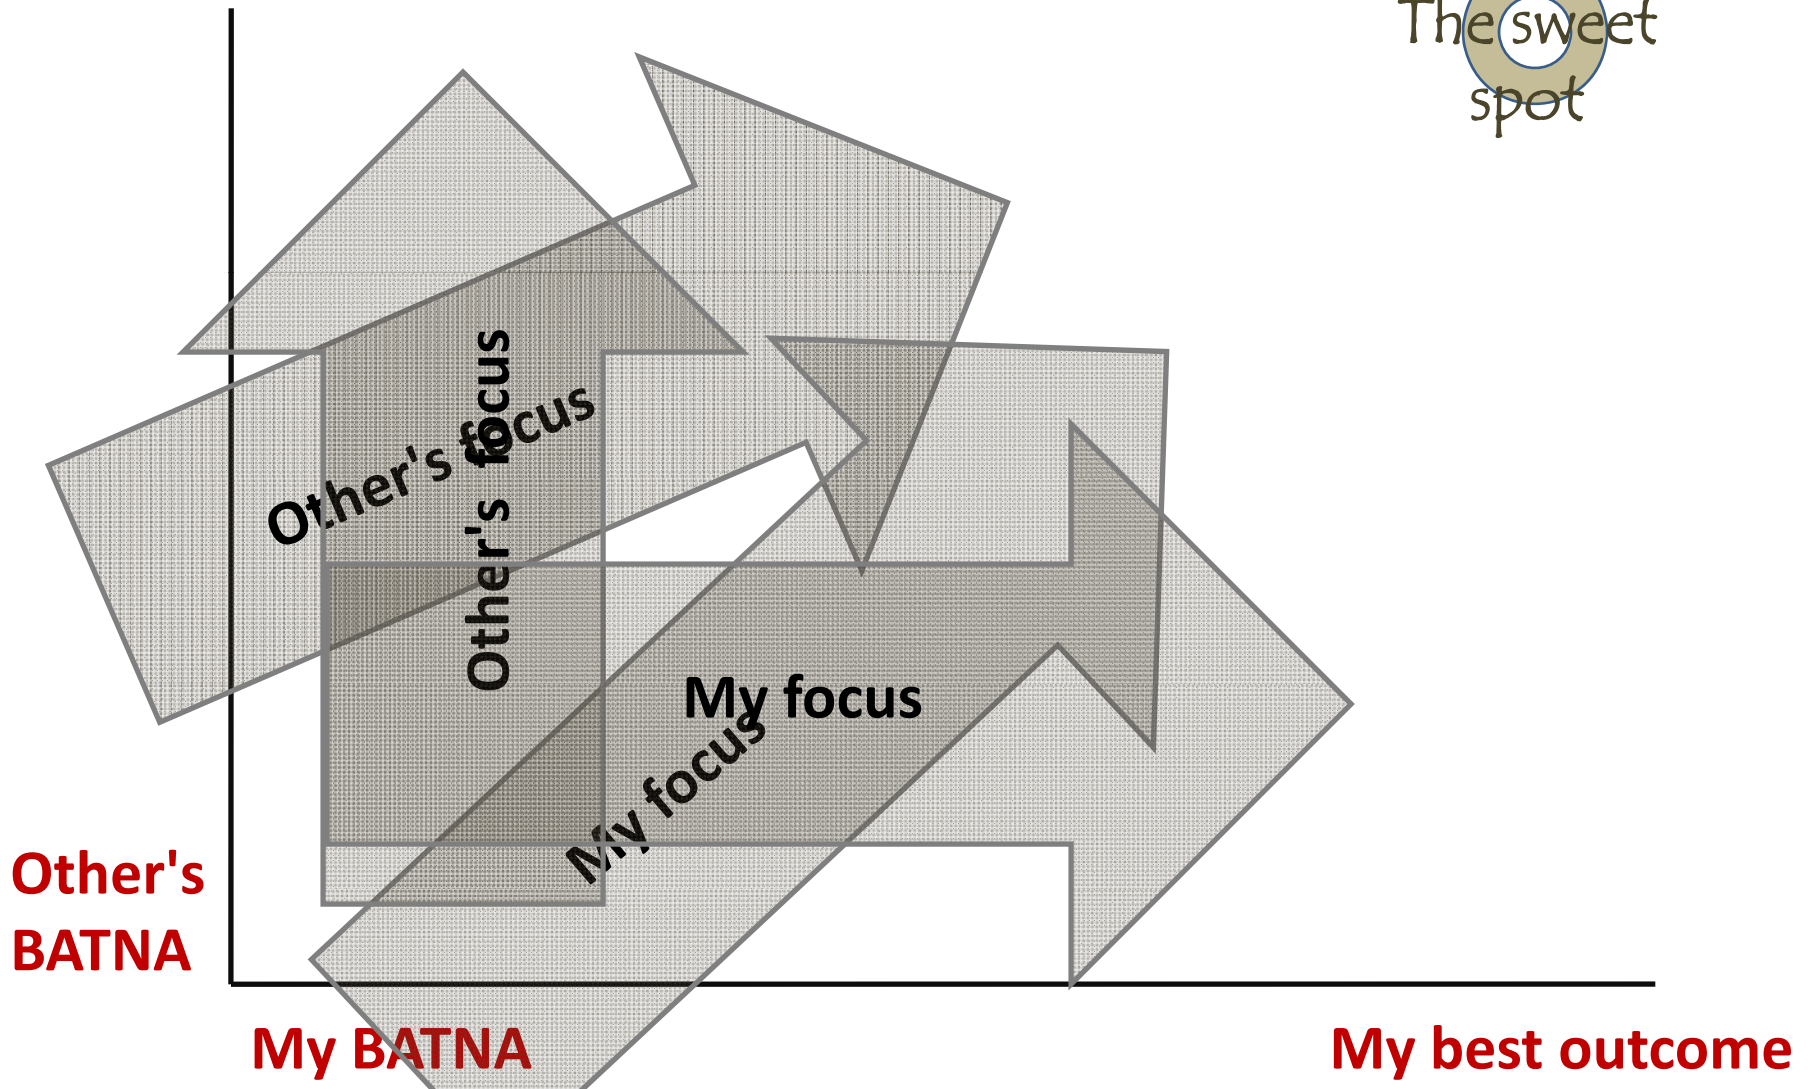 The sweet
spot
Other's focus
Other's focus
My focus
My focus
Other's
BATNA
My BATNA
My best outcome